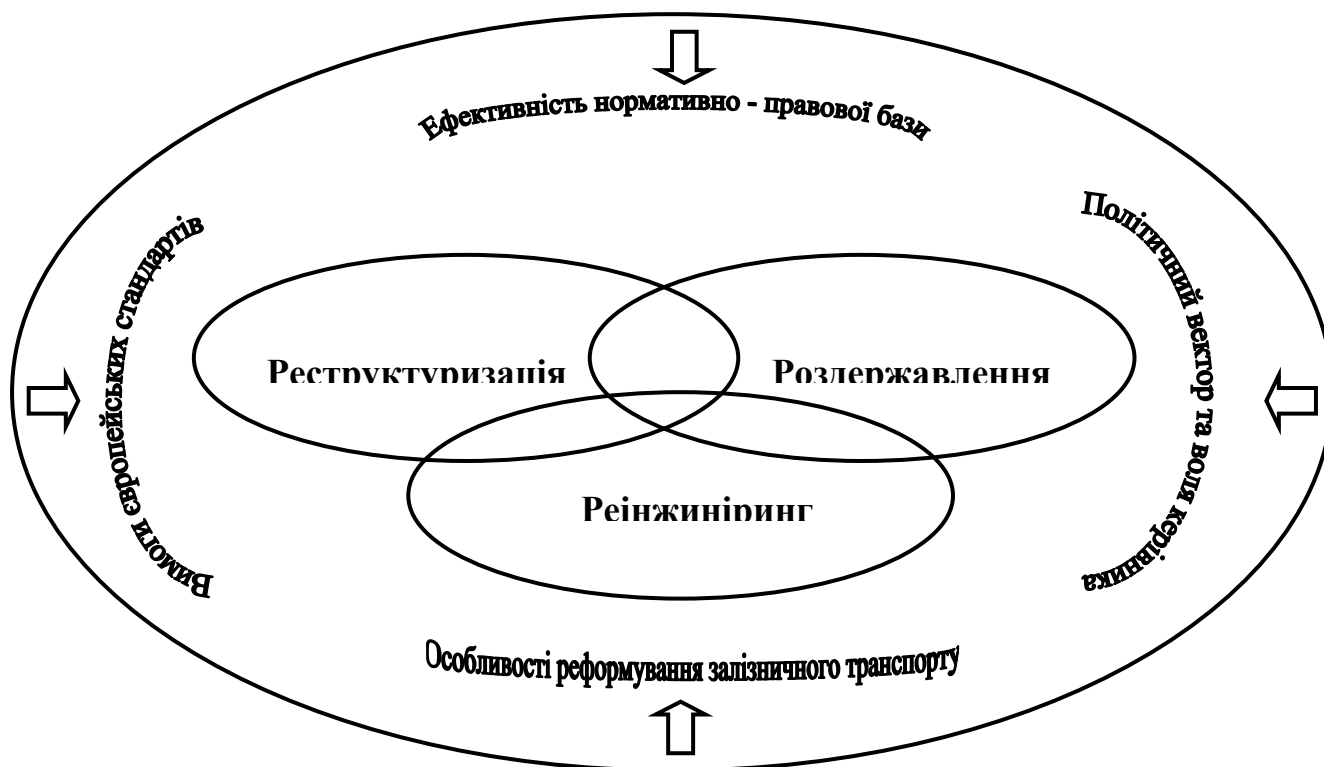 Ефективність нормативно - правової бази
Вимоги європейських стандартів
Політичний вектор та воля керівника
Реструктуризація
Роздержавлення
Реінжиніринг
Особливості реформування залізничного транспорту